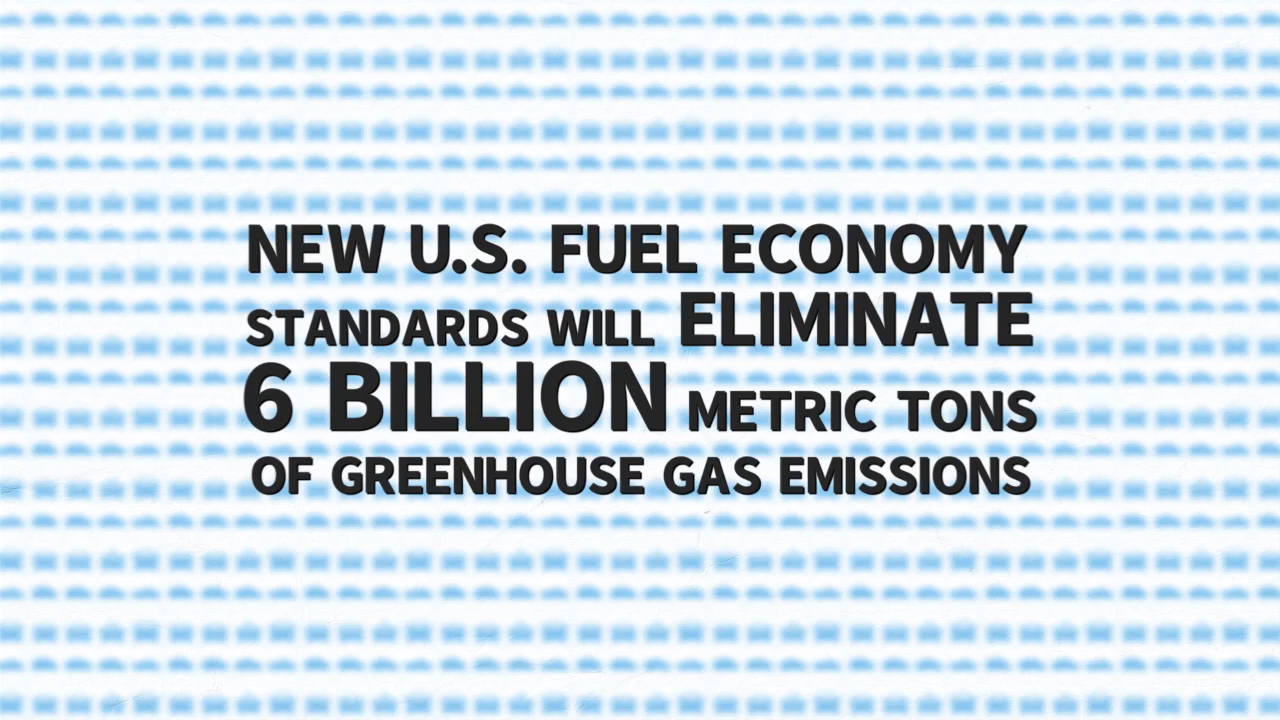 NEW U.S. FUEL ECONOMY
STANDARDS WILL ELIMINATE
6 BILLION METRIC TONS
OF GREENHOUSE GAS EMISSIONS